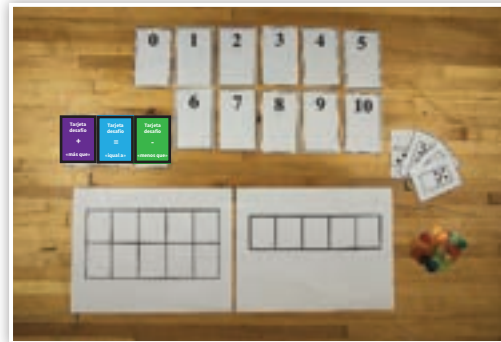 0 1 2 3 4 5
6 7 8 9 10
Tarjeta desafío + «más que»
Tarjeta desafío = «igual a»
Tarjeta desafío - «menos que»